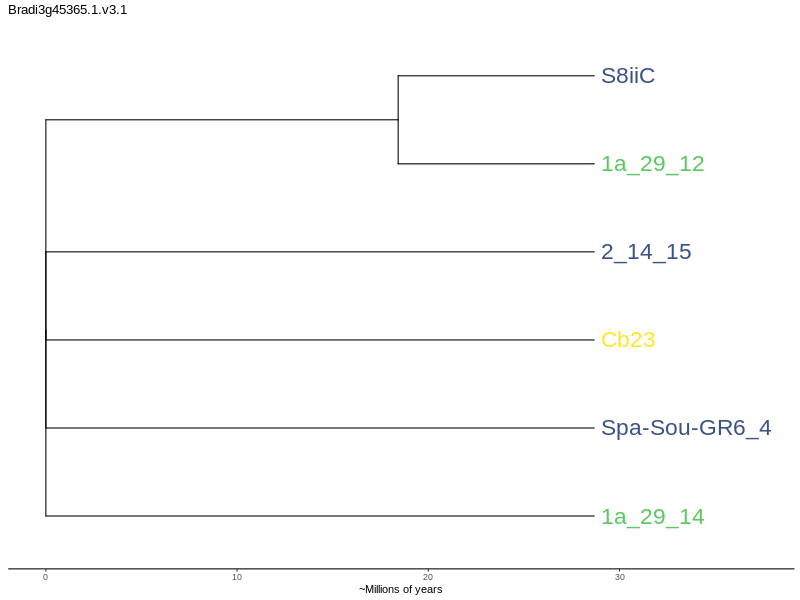 Bradi3g45365.1.v3.1
S8iiC
1a_29_12
2_14_15
Cb23
Spa-Sou-GR6_4
1a_29_14
0 10 20 30
~Millions of years